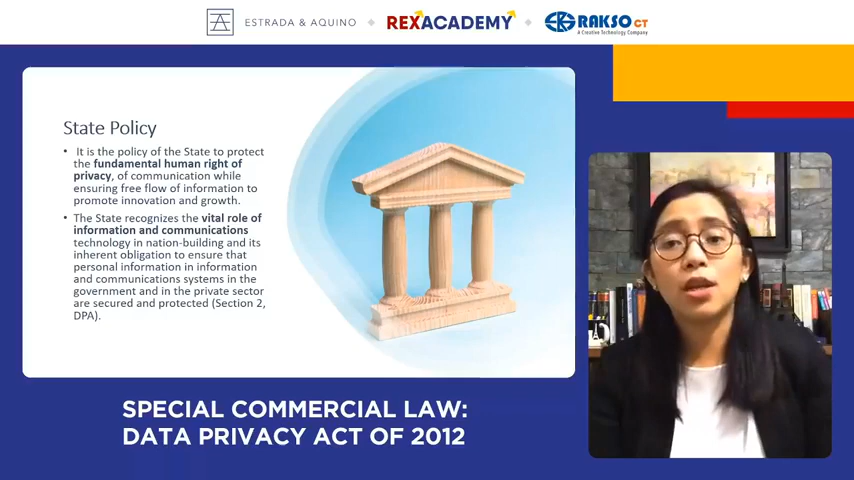 ESTRADA & AQUINO
REXACADEMY
RAKSO CT
A Creative Technology Company
State Policy
• It is the policy of the State to protect
the fundamental human right of
privacy, of communication while
ensuring free flow of information to
promote innovation and growth.
• The State recognizes the vital role of
information and communications
technology in nation-building and its
inherent obligation to ensure that
personal information in information
and communications systems in the
government and in the private sector
are secured and protected (Section 2,
DPA).
SPECIAL COMMERCIAL LAW:
DATA PRIVACY ACT OF 2012